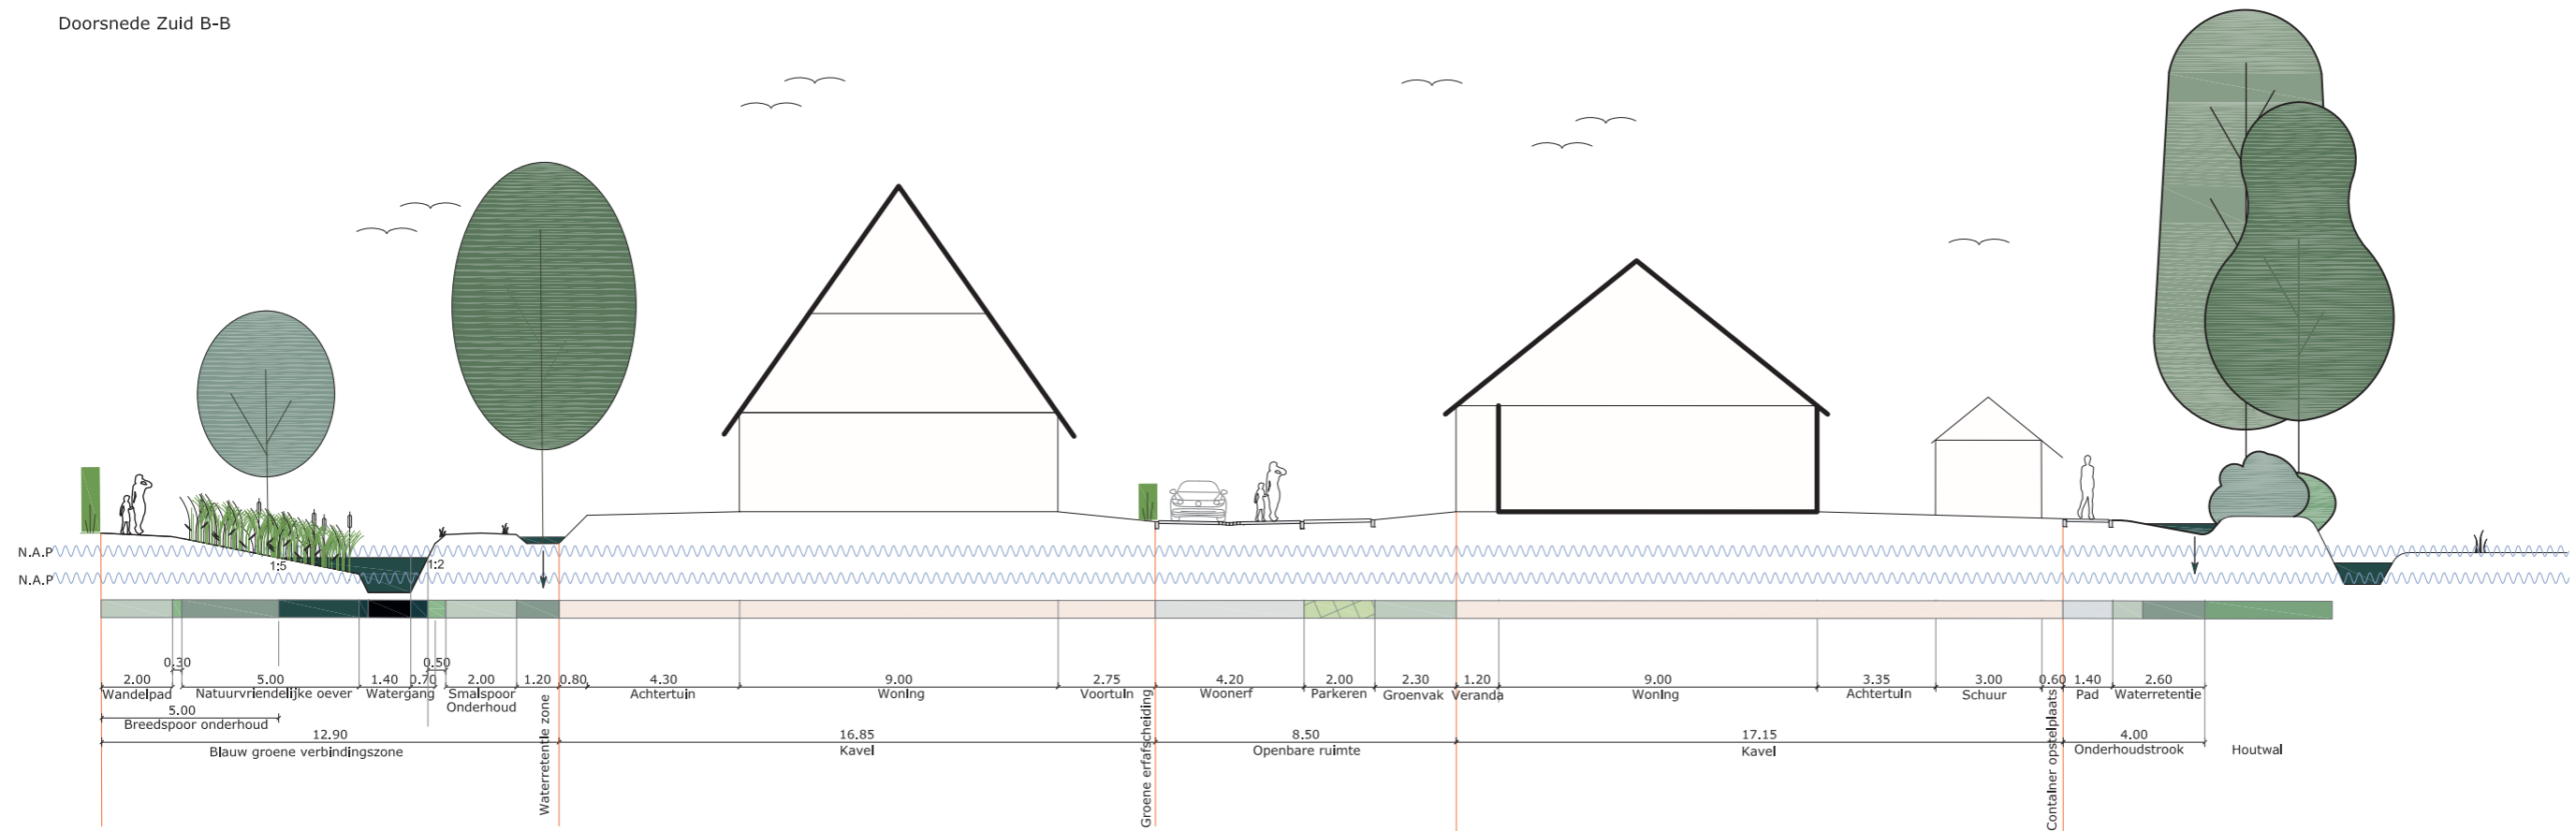 Doorsnede Zuid B-B
N.A.P
N.A.P
1:5
1:2
0.30
0.50
2.00 5.00 1.40 0.70 2.00 1.20 0.80 4.30 9.00 2.75 4.20 2.00 2.30 1.20 9.00 3.35 3.00 0.60 1.40 2.60
Wandelpad Natuurvriendelijke oever Watergang Smalspoor Achtertuin Woning Voortuin Woonerf Parkeren Groenvak Veranda Woning Achtertuin Schuur Pad Waterretentie
Onderhoud
5.00
Breedspoor onderhoud
12.90 16.85 8.50 17.15 4.00
Blauw groene verbindingszone Kavel Openbare ruimte Kavel Onderhoudstrook Houtwal
Waterretentie zone
Groene erfafscheiding
Container opstelplaats